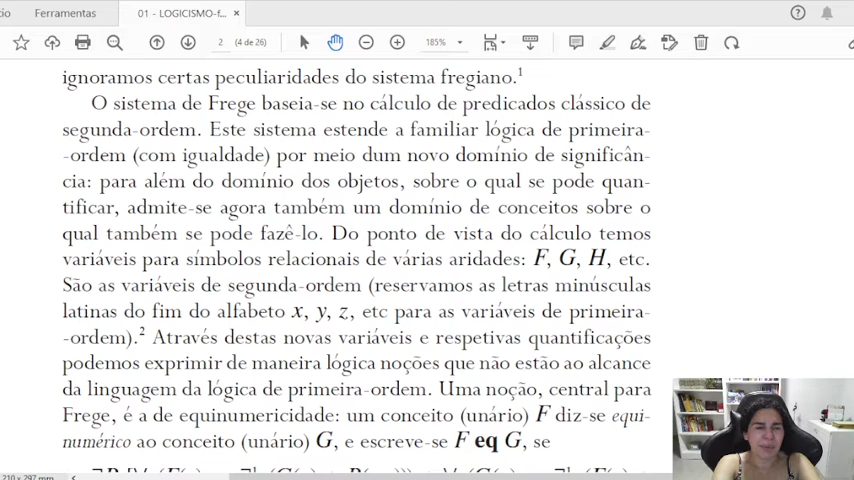 cio Ferramentas 01 - LOGICISMO-f... ×
2 (4 de 26) 185%
ignoramos certas peculiaridades do sistema fregiano.¹
O sistema de Frege baseia-se no cálculo de predicados clássico de
segunda-ordem. Este sistema estende a familiar lógica de primeira-
-ordem (com igualdade) por meio dum novo domínio de significân-
cia: para além do domínio dos objetos, sobre o qual se pode quan-
tificar, admite-se agora também um domínio de conceitos sobre o
qual também se pode fazê-lo. Do ponto de vista do cálculo temos
variáveis para símbolos relacionais de várias aridades: F, G, H, etc.
São as variáveis de segunda-ordem (reservamos as letras minúsculas
latinas do fim do alfabeto x, y, z, etc para as variáveis de primeira-
-ordem).² Através destas novas variáveis e respetivas quantificações
podemos exprimir de maneira lógica noções que não estão ao alcance
da linguagem da lógica de primeira-ordem. Uma noção, central para
Frege, é a de equinumericidade: um conceito (unário) F diz-se equi-
numérico ao conceito (unário) G, e escreve-se F eq G, se
210 x 297 mm